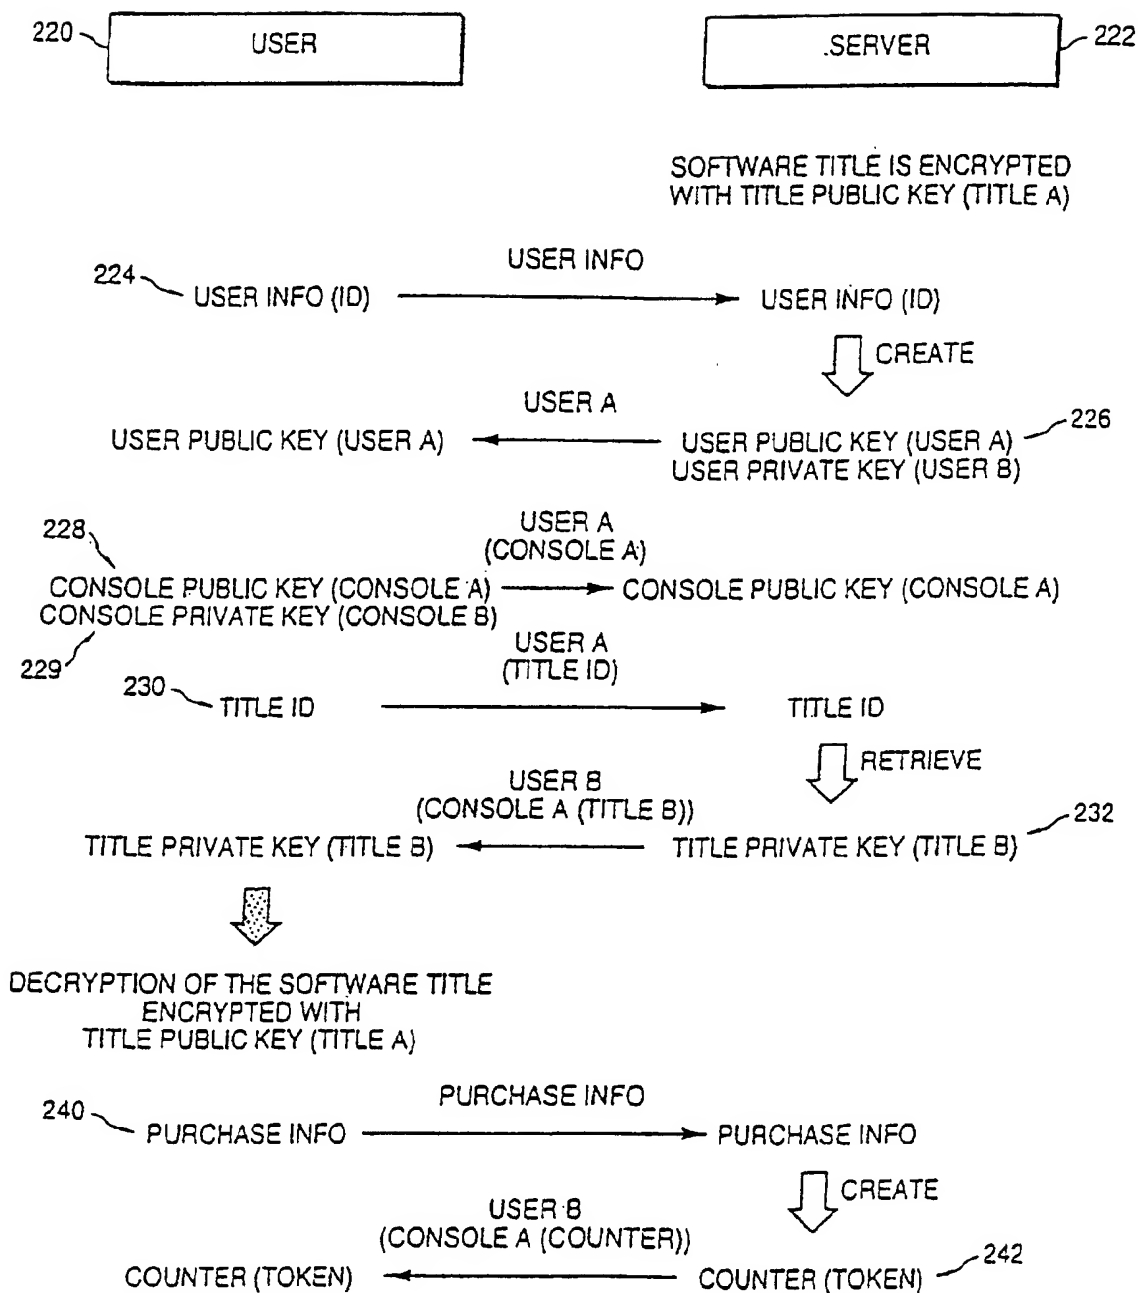 220 USER .SERVER 222
SOFTWARE TITLE IS ENCRYPTED
WITH TITLE PUBLIC KEY (TITLE A)
224 USER INFO
USER INFO (ID) USER INFO (ID)
CREATE
USER A 226
USER PUBLIC KEY (USER A) USER PUBLIC KEY (USER A)
USER PRIVATE KEY (USER B)
228 USER A
(CONSOLE A)
CONSOLE PUBLIC KEY (CONSOLE A) CONSOLE PUBLIC KEY (CONSOLE A)
CONSOLE PRIVATE KEY (CONSOLE B)
229 USER A
(TITLE ID)
230 TITLE ID TITLE ID
RETRIEVE
USER B
(CONSOLE A (TITLE B)) 232
TITLE PRIVATE KEY (TITLE B) TITLE PRIVATE KEY (TITLE B)
DECRYPTION OF THE SOFTWARE TITLE
ENCRYPTED WITH
TITLE PUBLIC KEY (TITLE A)
240 PURCHASE INFO
PURCHASE INFO PURCHASE INFO
CREATE
USER B
(CONSOLE A (COUNTER))
COUNTER (TOKEN) COUNTER (TOKEN) 242